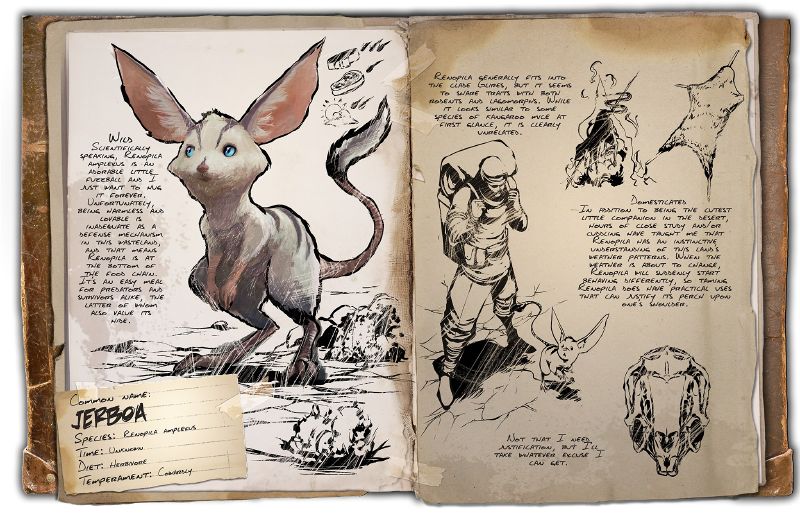 Wild
Scientifically
speaking, Renopila
amplexus is an
adorable little
fuzzball and I
just want to hug
it forever.
Unfortunately,
being harmless and
lovable is
inadequate as a
defense mechanism
in this wasteland,
and that means
Renopila is at
the bottom of
the food chain.
It's an easy meal
for predators and
survivors alike, the
latter of whom
also value its
hide.
Common name:
Jerboa
Species: Renopila amplexus
Time: Unknown
Diet: Herbivore
Temperament: Cowardly
Renopila generally fits into
the clade Glires, but it seems
to share traits with both
rodents and lagomorphs. While
it looks similar to some
species of kangaroo mice at
first glance, it is clearly
unrelated.
Domesticated
In addition to being the cutest
little companion in the desert,
hours of close study and/or
cuddling have taught me that
Renopila has an instinctive
understanding of this land's
weather patterns. When the
weather is about to change,
Renopila will suddenly start
behaving differently, so taming
Renopila does have practical uses
that can justify its perch upon
one's shoulder.
Not that I need
justification, but I'll
take whatever excuse I
can get.